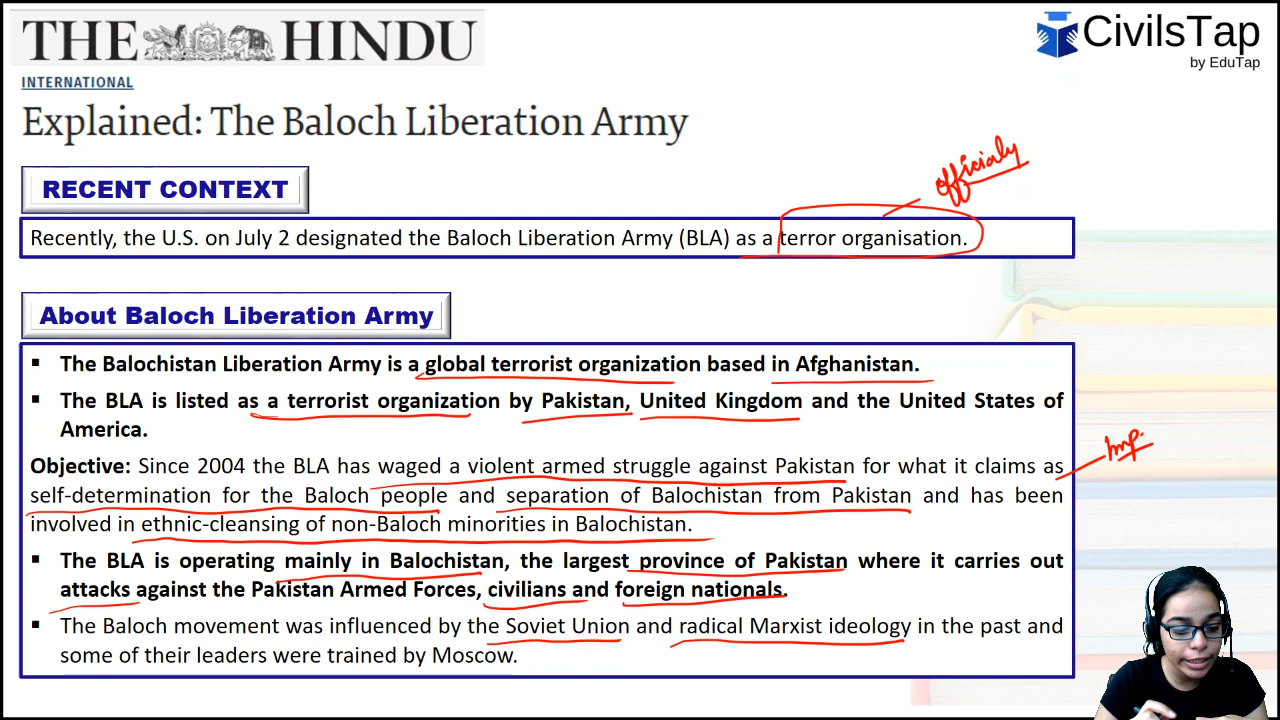 THE HINDU
CivilsTap
by EduTap
INTERNATIONAL
Explained: The Baloch Liberation Army
officialy
RECENT CONTEXT
Recently, the U.S. on July 2 designated the Baloch Liberation Army (BLA) as a terror organisation.
About Baloch Liberation Army
▪ The Balochistan Liberation Army is a global terrorist organization based in Afghanistan.
▪ The BLA is listed as a terrorist organization by Pakistan, United Kingdom and the United States of
America.
Imp.
Objective: Since 2004 the BLA has waged a violent armed struggle against Pakistan for what it claims as
self-determination for the Baloch people and separation of Balochistan from Pakistan and has been
involved in ethnic-cleansing of non-Baloch minorities in Balochistan.
▪ The BLA is operating mainly in Balochistan, the largest province of Pakistan where it carries out
attacks against the Pakistan Armed Forces, civilians and foreign nationals.
▪ The Baloch movement was influenced by the Soviet Union and radical Marxist ideology in the past and
some of their leaders were trained by Moscow.